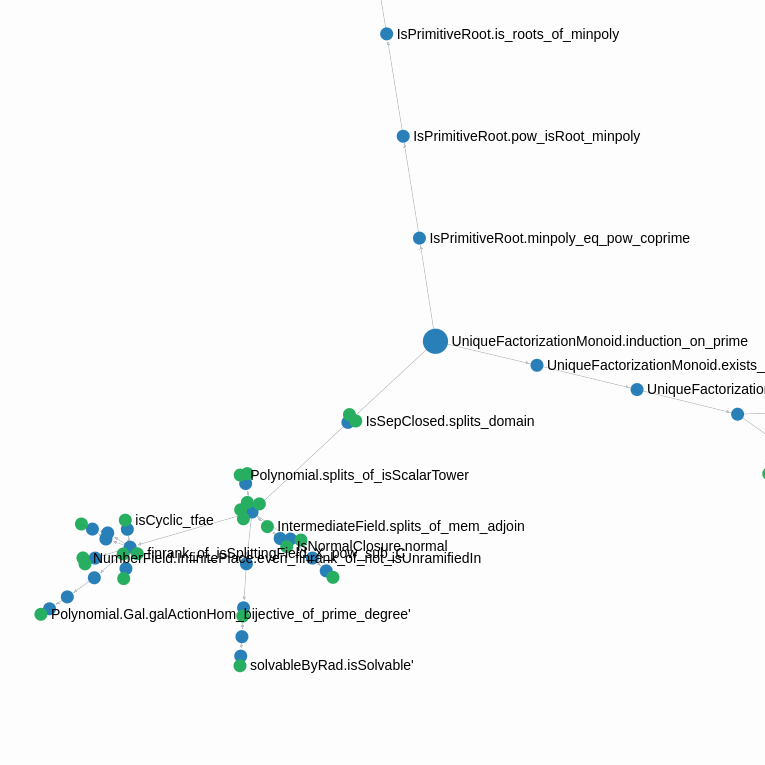 IsPrimitiveRoot.is_roots_of_minpoly
IsPrimitiveRoot.pow_isRoot_minpoly
IsPrimitiveRoot.minpoly_eq_pow_coprime
UniqueFactorizationMonoid.induction_on_prime
UniqueFactorizationMonoid.exists_
UniqueFactorizatio
IsSepClosed.splits_domain
Polynomial.splits_of_isScalarTower
isCyclic_tfae
IntermediateField.splits_of_mem_adjoin
IsNormalClosure.normal
finrank_of_isSplittingField_X_pow_sub_C
NumberField.InfinitePlace.even_finrank_of_not_isUnramifiedIn
Polynomial.Gal.galActionHom_bijective_of_prime_degree'
solvableByRad.isSolvable'